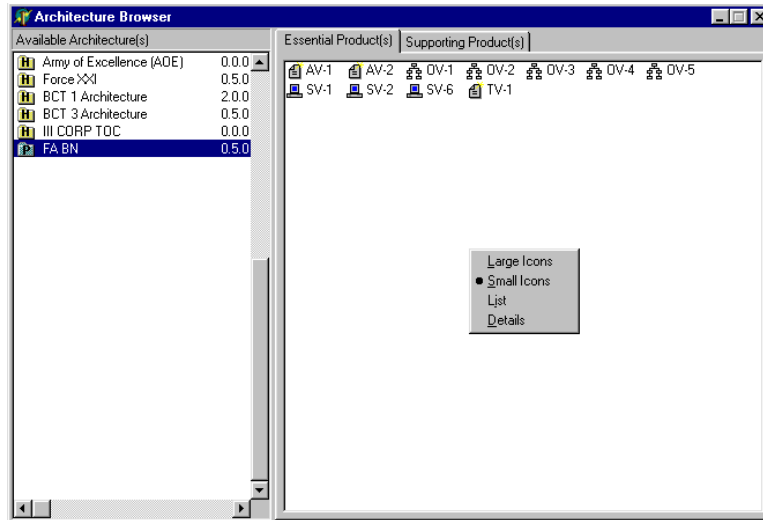 Architecture Browser
Available Architecture(s)
Essential Product(s) Supporting Product(s)
H Army of Excellence (AOE) 0.0.0
H Force XXI 0.5.0
H BCT 1 Architecture 2.0.0
H BCT 3 Architecture 0.5.0
H III CORP TOC 0.0.0
P FA BN 0.5.0
AV-1 AV-2 OV-1 OV-2 OV-3 OV-4 OV-5
SV-1 SV-2 SV-6 TV-1
Large Icons
Small Icons
List
Details